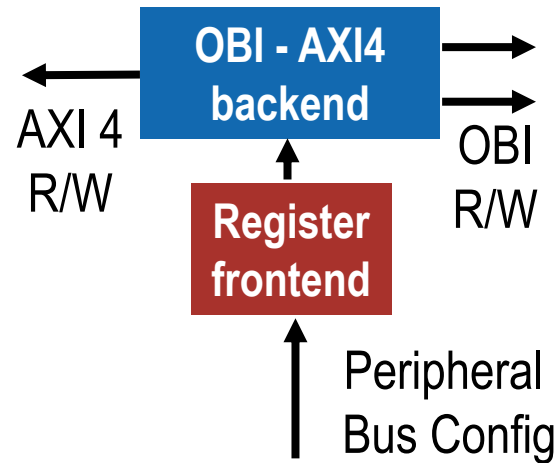 OBI - AXI4
backend
AXI 4
R/W
OBI
R/W
Register
frontend
Peripheral
Bus Config